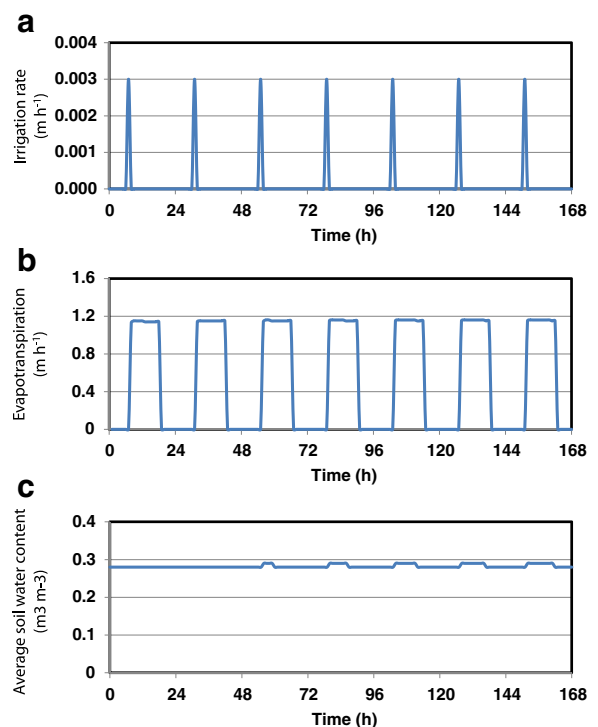 a
0.004
0.003
0.002
0.001
0.000
Irrigation rate
(m h-1)
0 24 48 72 96 120 144 168
Time (h)
b
1.6
1.2
0.8
0.4
0
Evapotranspiration
(m h-1)
0 24 48 72 96 120 144 168
Time (h)
c
0.4
0.3
0.2
0.1
0
Average soil water content
(m3 m-3)
0 24 48 72 96 120 144 168
Time (h)